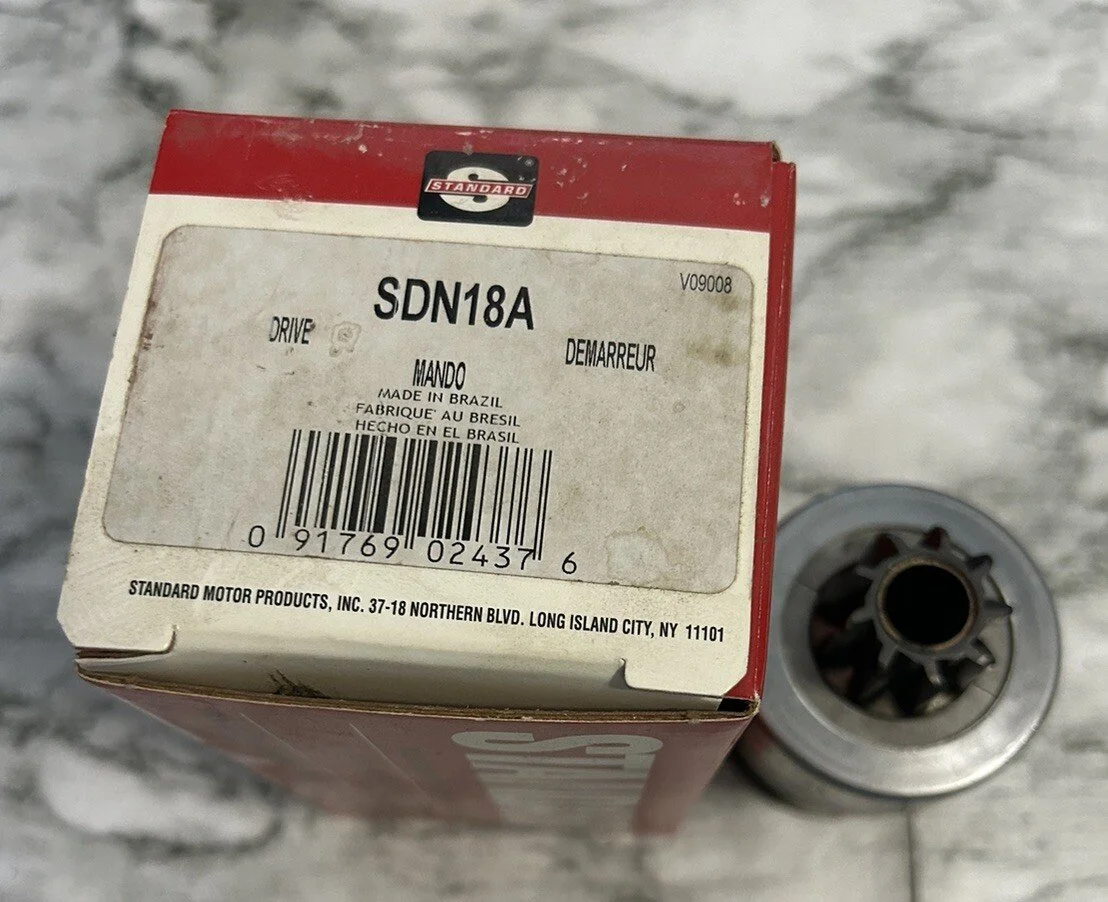 STANDARD
®
V09008
SDN18A
DRIVE
DEMARREUR
MANDO
MADE IN BRAZIL
FABRIQUE' AU BRESIL
HECHO EN EL BRASIL
0 91769 02437 6
STANDARD MOTOR PRODUCTS, INC. 37-18 NORTHERN BLVD. LONG ISLAND CITY, NY 11101